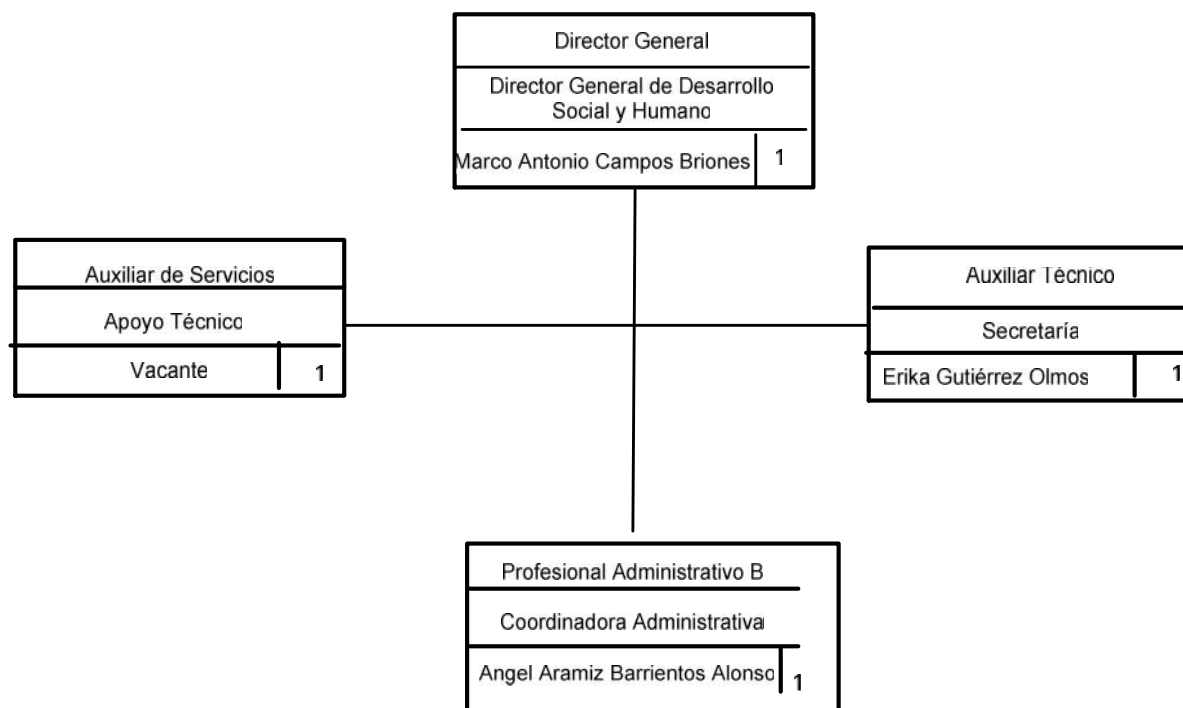 Director General
Director General de Desarrollo
Social y Humano
Marco Antonio Campos Briones 1
Auxiliar de Servicios
Apoyo Técnico
Vacante 1
Auxiliar Técnico
Secretaría
Erika Gutiérrez Olmos 1
Profesional Administrativo B
Coordinadora Administrativa
Angel Aramiz Barrientos Alonso 1